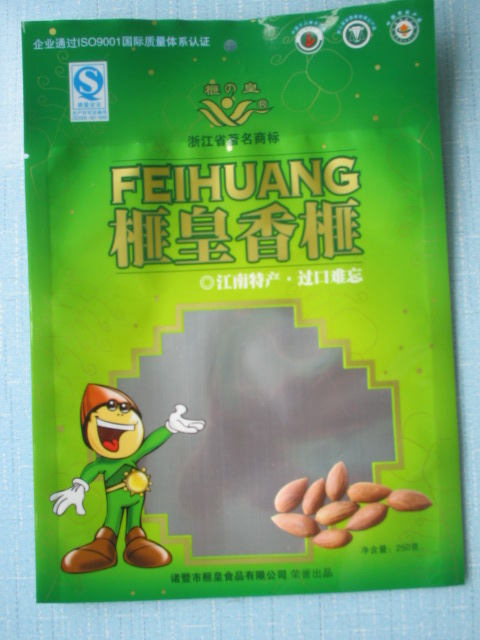 企业通过ISO9001国际质量体系认证
榧の皇
浙江省著名商标
FEIHUANG
榧皇香榧
◎江南特产·过口难忘
净含量：250克
诸暨市榧皇食品有限公司 荣誉出品